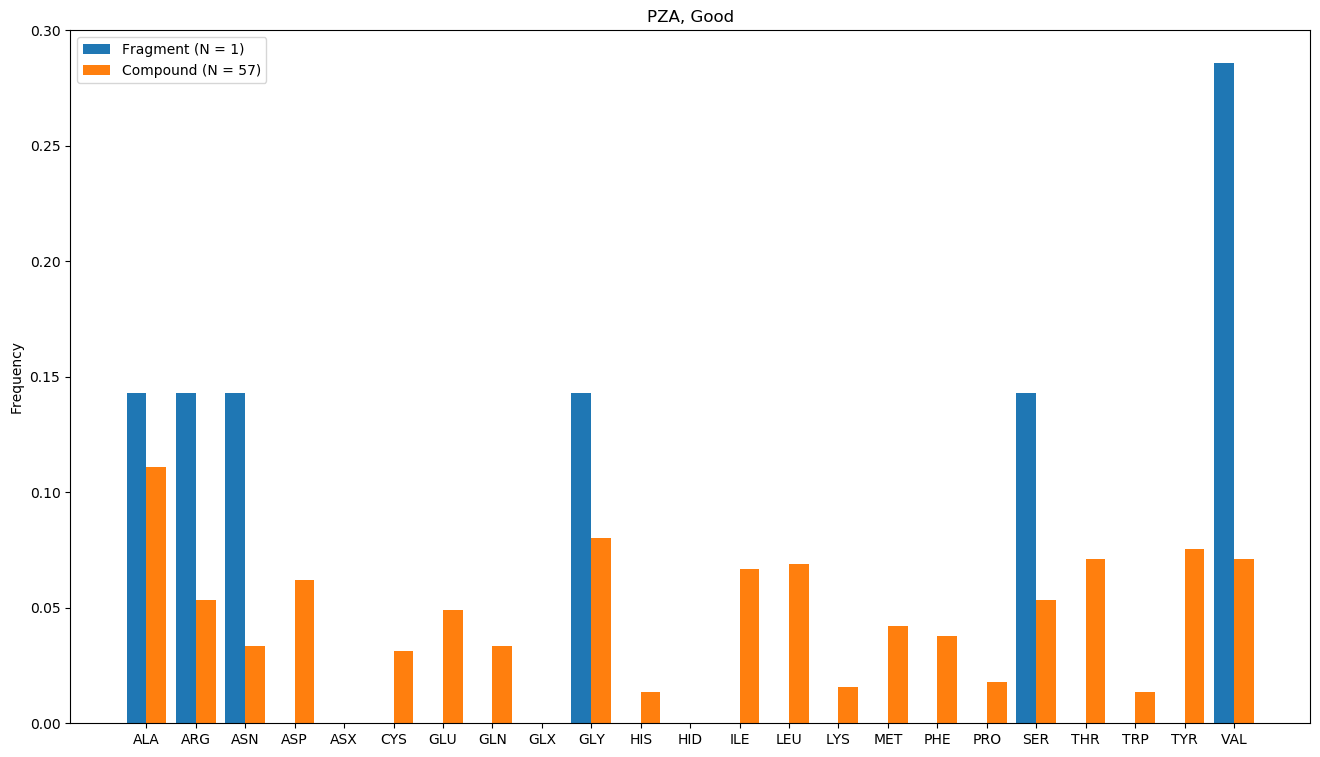 PZA, Good
Fragment (N = 1)
Compound (N = 57)
Frequency
0.30
0.25
0.20
0.15
0.10
0.05
0.00
ALA ARG ASN ASP ASX CYS GLU GLN GLX GLY HIS HID ILE LEU LYS MET PHE PRO SER THR TRP TYR VAL